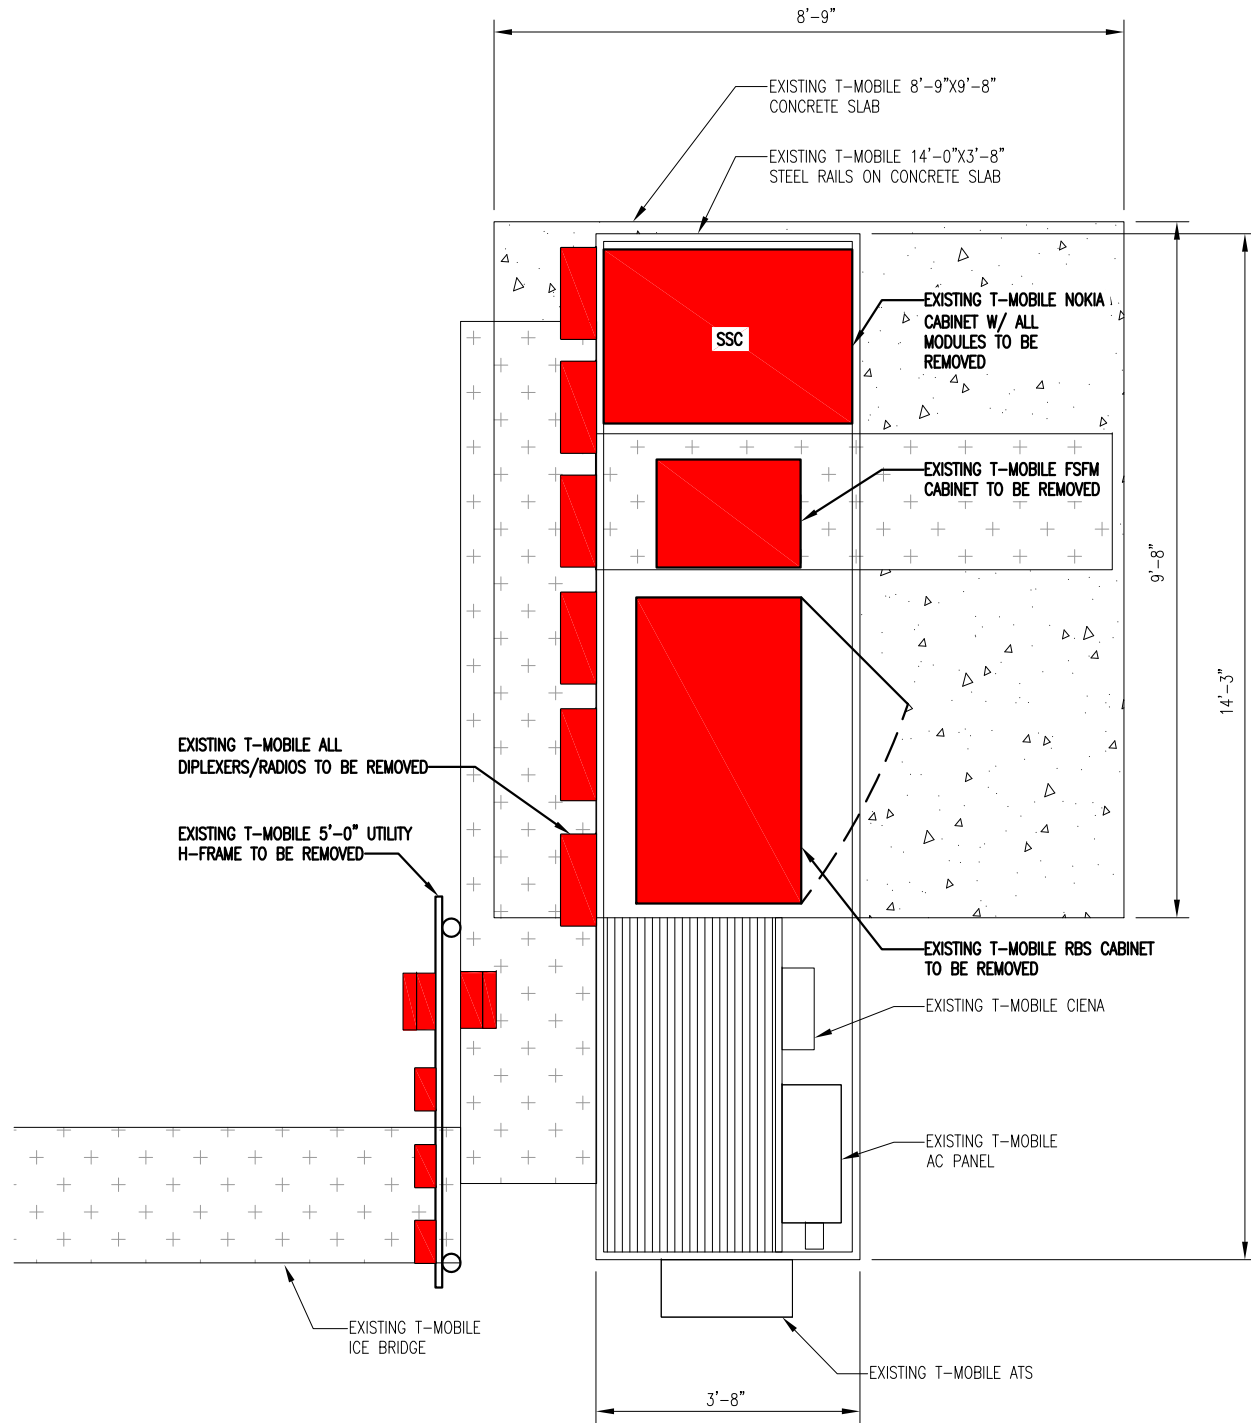 8'-9"
EXISTING T-MOBILE 8'-9"X9'-8"
CONCRETE SLAB
EXISTING T-MOBILE 14'-0"X3'-8"
STEEL RAILS ON CONCRETE SLAB
EXISTING T-MOBILE NOKIA
CABINET W/ ALL
MODULES TO BE
REMOVED
SSC
EXISTING T-MOBILE FSFM
CABINET TO BE REMOVED
9'-8"
14'-3"
EXISTING T-MOBILE ALL
DIPLEXERS/RADIOS TO BE REMOVED
EXISTING T-MOBILE 5'-0" UTILITY
H-FRAME TO BE REMOVED
EXISTING T-MOBILE RBS CABINET
TO BE REMOVED
EXISTING T-MOBILE CIENA
EXISTING T-MOBILE
AC PANEL
EXISTING T-MOBILE
ICE BRIDGE
EXISTING T-MOBILE ATS
3'-8"